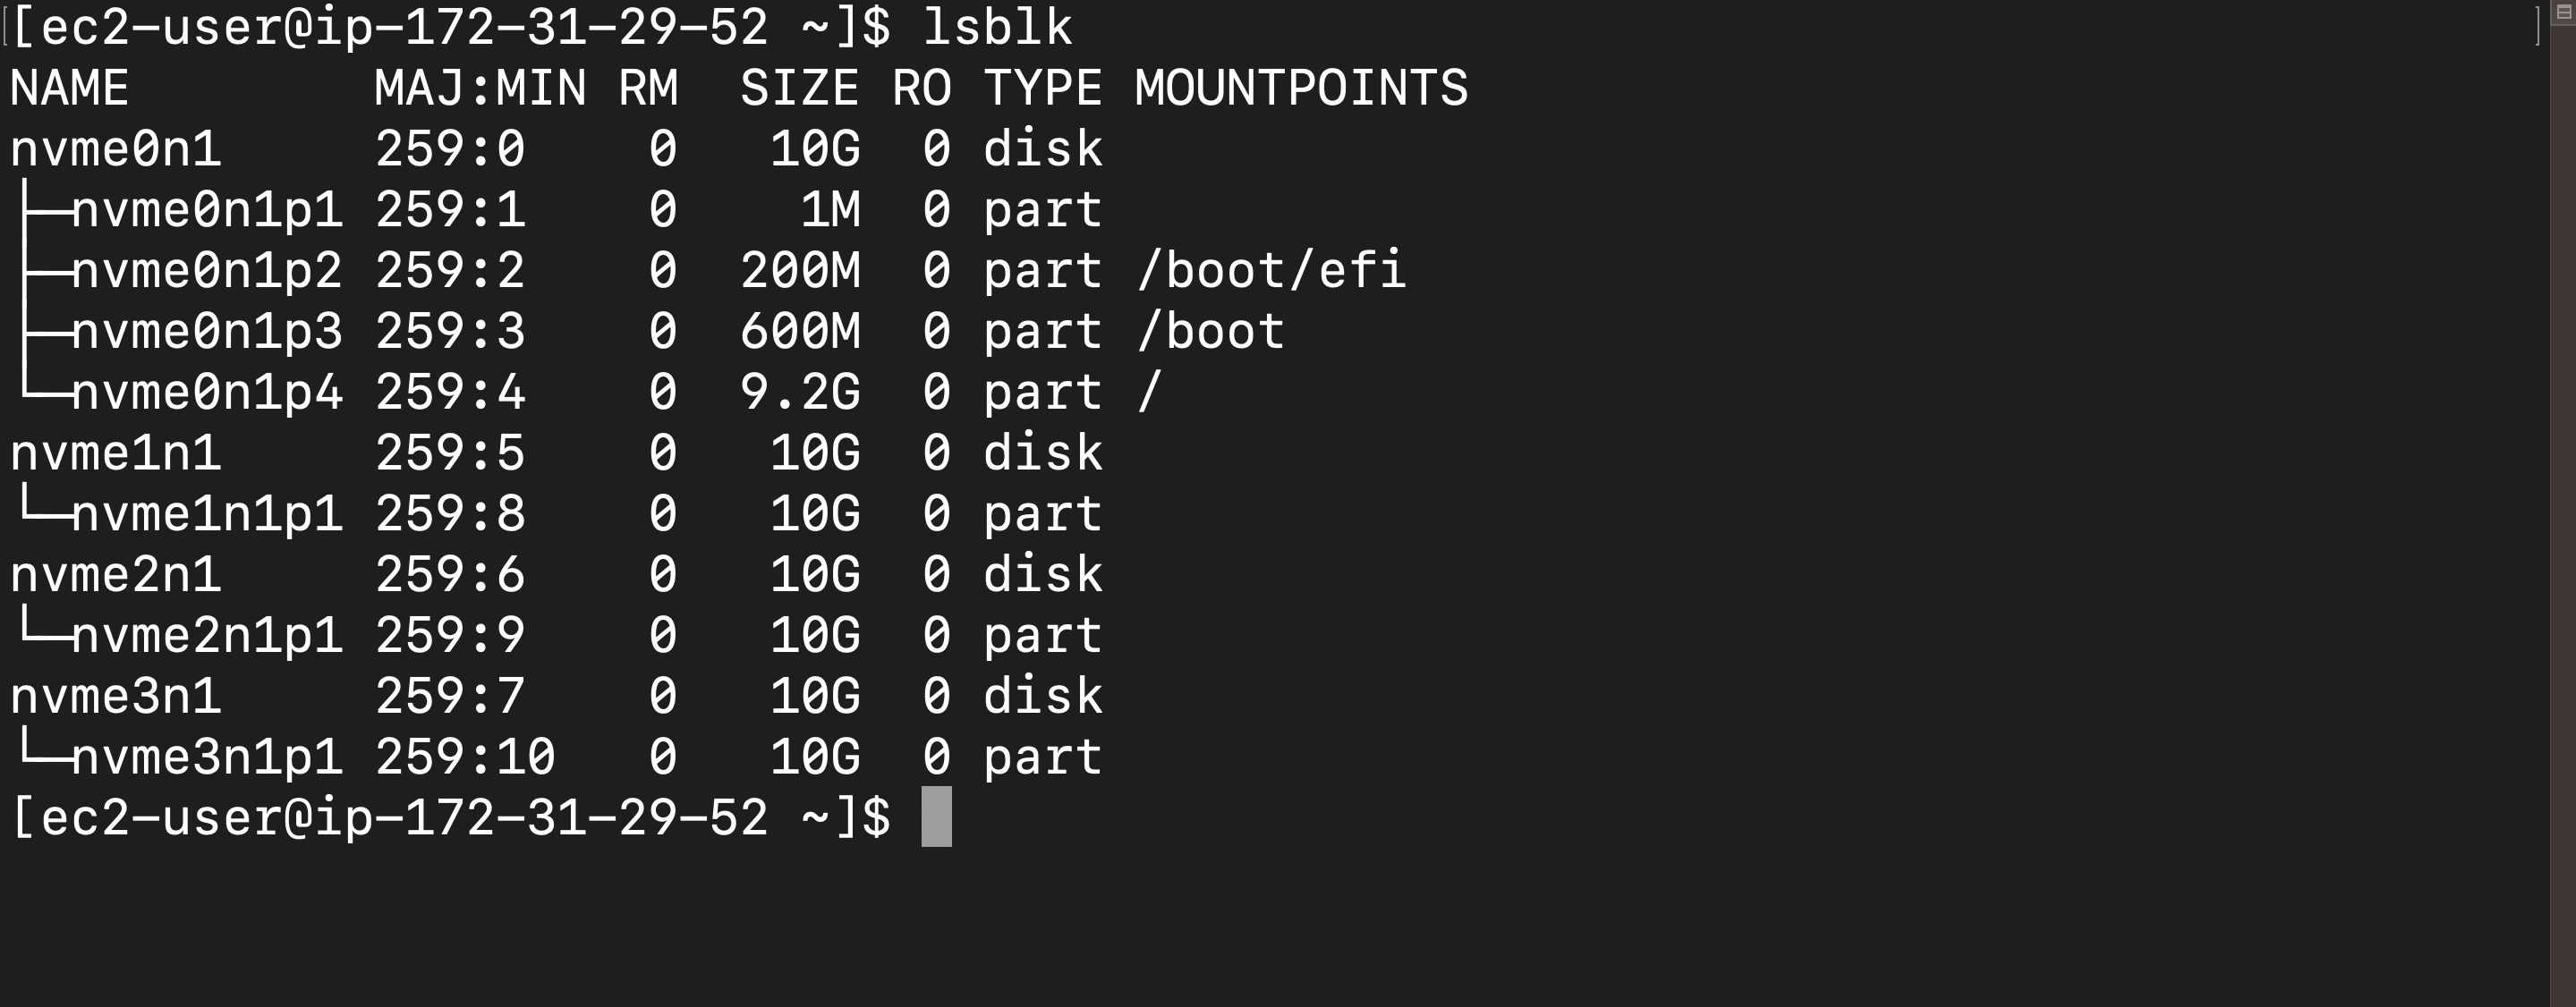 [ec2-user@ip-172-31-29-52 ~]$ lsblk
NAME        MAJ:MIN RM  SIZE RO TYPE MOUNTPOINTS
nvme0n1     259:0    0   10G  0 disk
├─nvme0n1p1 259:1    0    1M  0 part
├─nvme0n1p2 259:2    0  200M  0 part /boot/efi
├─nvme0n1p3 259:3    0  600M  0 part /boot
└─nvme0n1p4 259:4    0  9.2G  0 part /
nvme1n1     259:5    0   10G  0 disk
└─nvme1n1p1 259:8    0   10G  0 part
nvme2n1     259:6    0   10G  0 disk
└─nvme2n1p1 259:9    0   10G  0 part
nvme3n1     259:7    0   10G  0 disk
└─nvme3n1p1 259:10   0   10G  0 part
[ec2-user@ip-172-31-29-52 ~]$